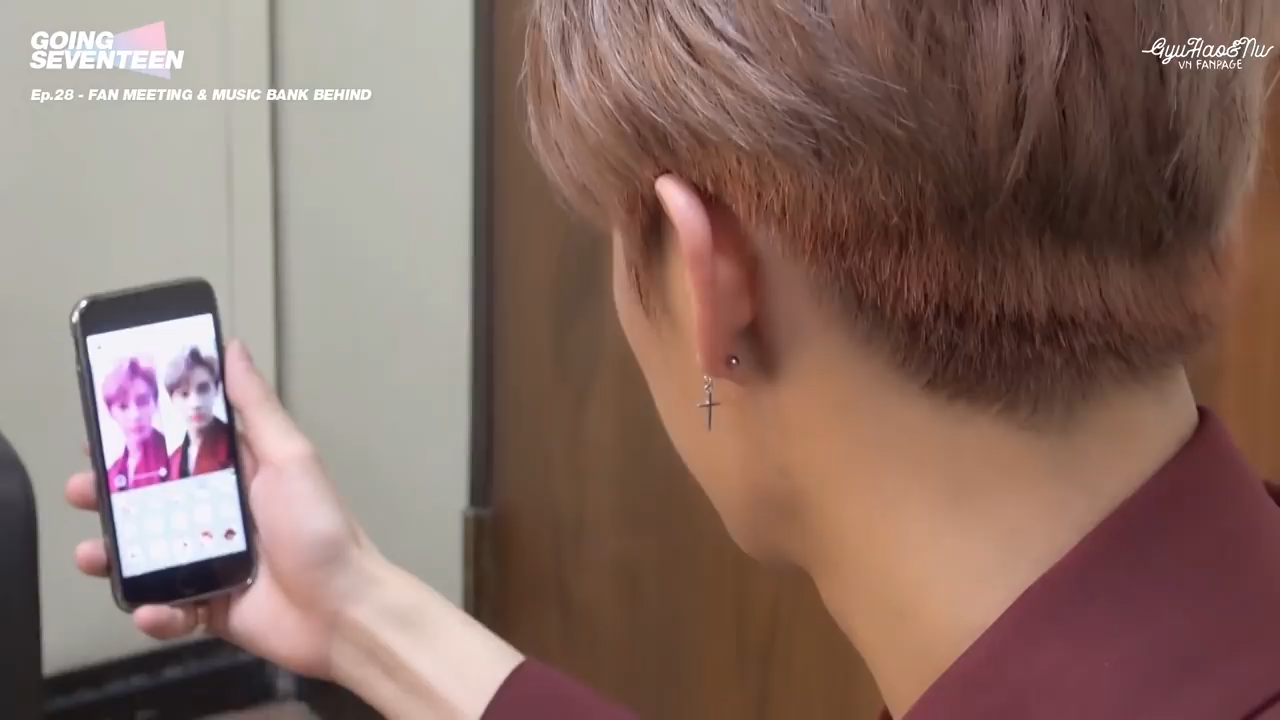 GOING
SEVENTEEN
Ep.28 - FAN MEETING & MUSIC BANK BEHIND
GyuHao&Nu
VN FANPAGE